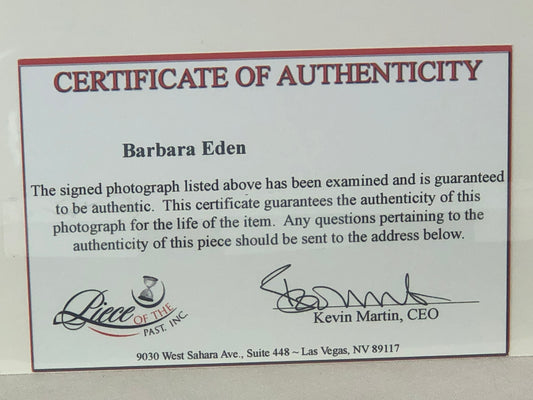 CERTIFICATE OF AUTHENTICITY
Barbara Eden
The signed photograph listed above has been examined and is guaranteed
to be authentic.  This certificate guarantees the authenticity of this
photograph for the life of the item.  Any questions pertaining to the
authenticity of this piece should be sent to the address below.
Piece OF THE
PAST, INC.
Kevin Martin, CEO
9030 West Sahara Ave., Suite 448 ~ Las Vegas, NV 89117